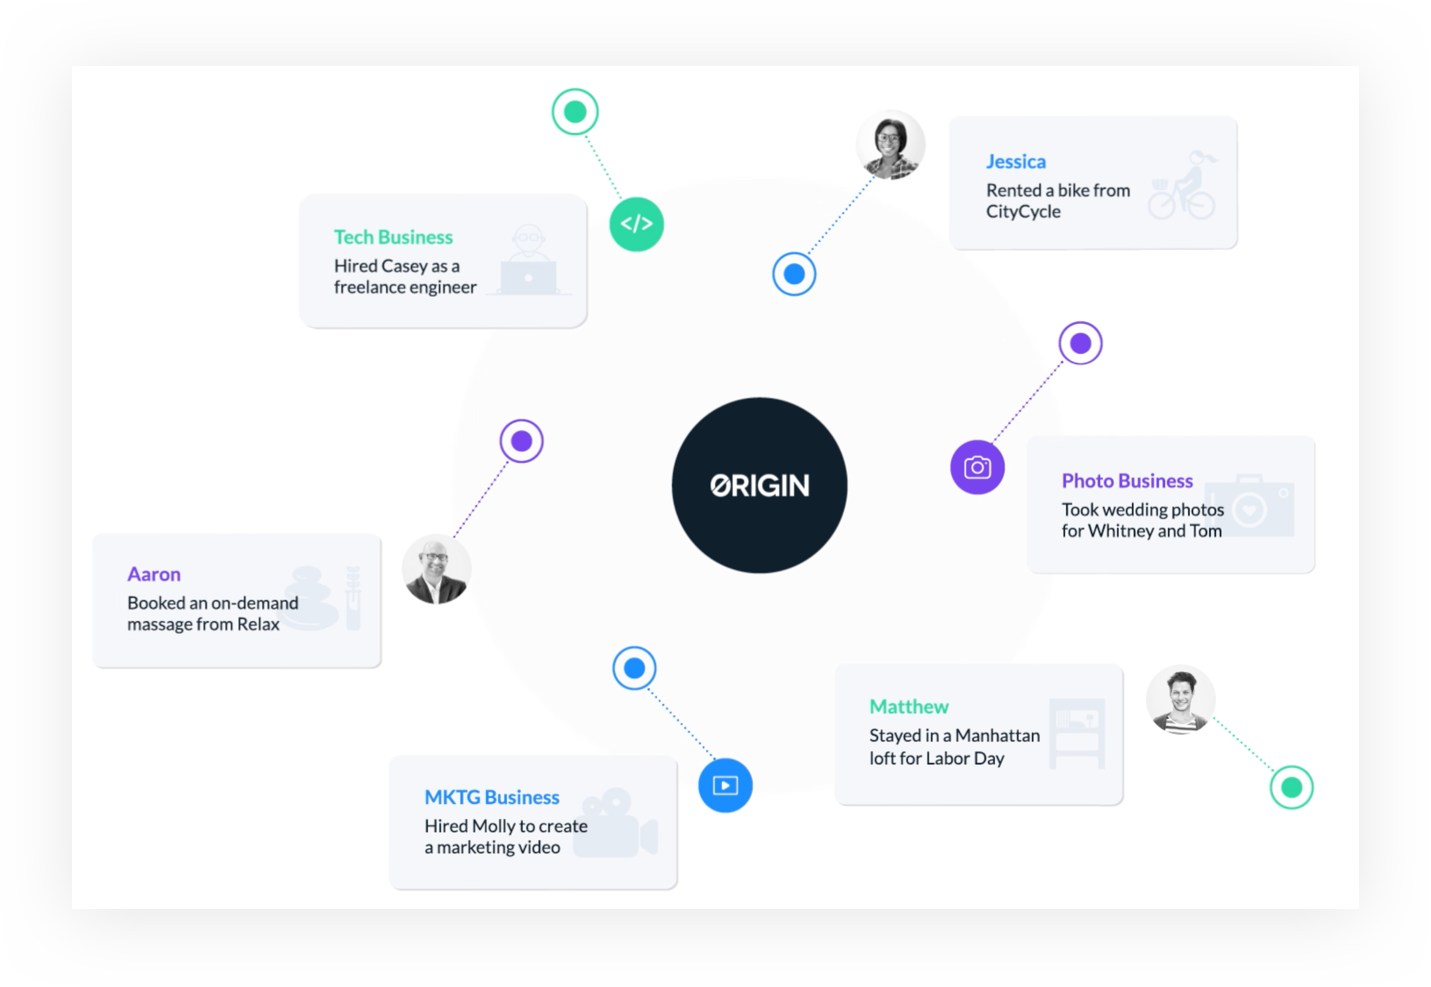 Jessica
Rented a bike from
CityCycle
</>
Tech Business
Hired Casey as a
freelance engineer
ØRIGIN
Photo Business
Took wedding photos
for Whitney and Tom
Aaron
Booked an on-demand
massage from Relax
Matthew
Stayed in a Manhattan
loft for Labor Day
MKTG Business
Hired Molly to create
a marketing video